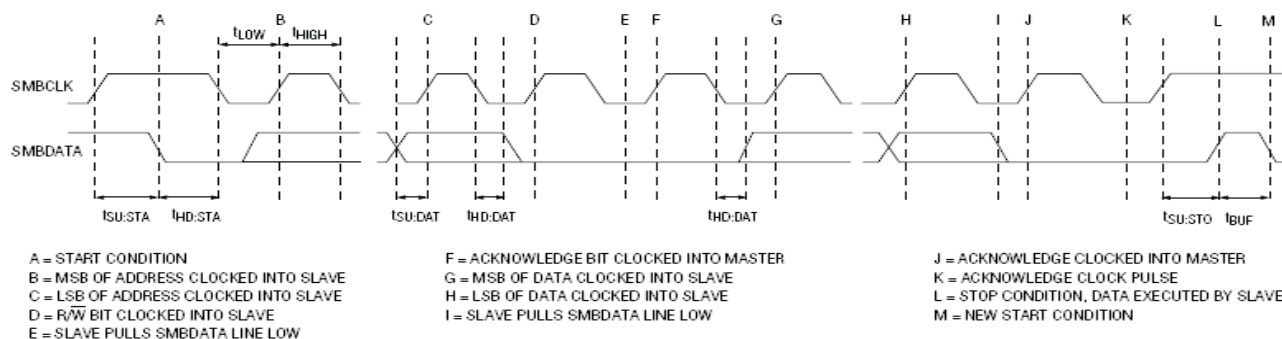 A B C D E F G H I J K L M
tLOW tHIGH
SMBCLK
SMBDATA
tSU:STA tHD:STA tSU:DAT tHD:DAT tHD:DAT tSU:STO tBUF
A = START CONDITION
B = MSB OF ADDRESS CLOCKED INTO SLAVE
C = LSB OF ADDRESS CLOCKED INTO SLAVE
D = R/W̅ BIT CLOCKED INTO SLAVE
E = SLAVE PULLS SMBDATA LINE LOW
F = ACKNOWLEDGE BIT CLOCKED INTO MASTER
G = MSB OF DATA CLOCKED INTO SLAVE
H = LSB OF DATA CLOCKED INTO SLAVE
I = SLAVE PULLS SMBDATA LINE LOW
J = ACKNOWLEDGE CLOCKED INTO MASTER
K = ACKNOWLEDGE CLOCK PULSE
L = STOP CONDITION, DATA EXECUTED BY SLAVE
M = NEW START CONDITION